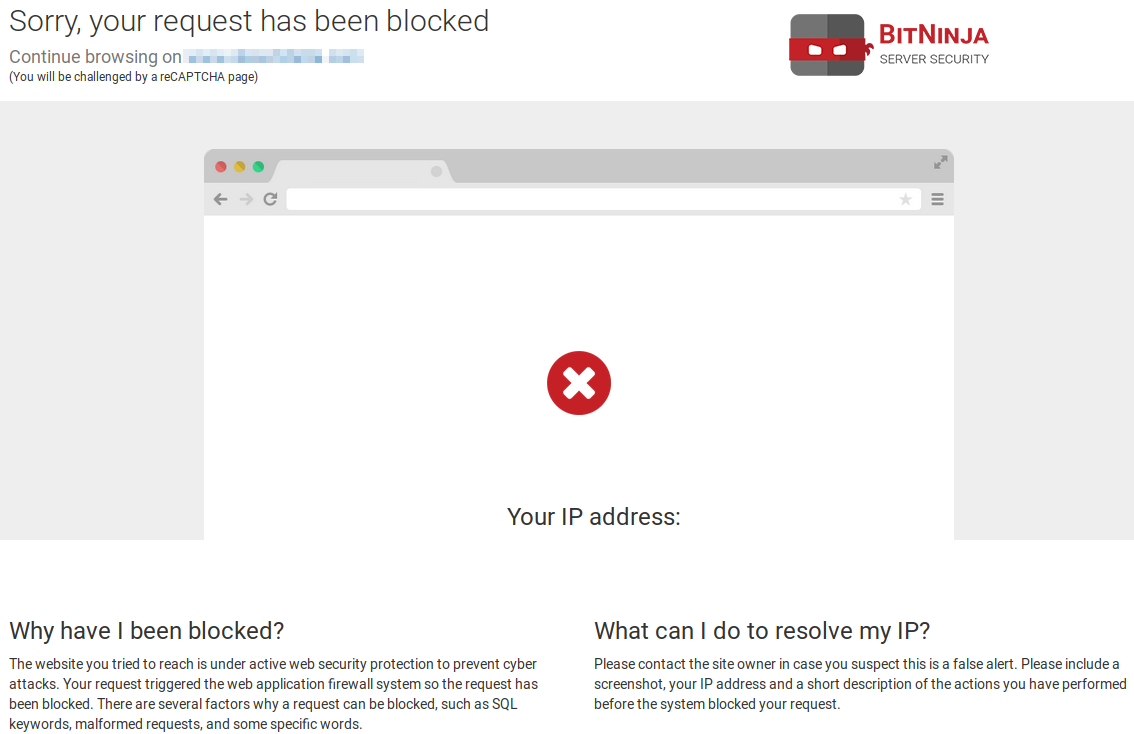 Sorry, your request has been blocked
Continue browsing on
(You will be challenged by a reCAPTCHA page)
BITNINJA
SERVER SECURITY
Your IP address:
Why have I been blocked?
The website you tried to reach is under active web security protection to prevent cyber
attacks. Your request triggered the web application firewall system so the request has
been blocked. There are several factors why a request can be blocked, such as SQL
keywords, malformed requests, and some specific words.
What can I do to resolve my IP?
Please contact the site owner in case you suspect this is a false alert. Please include a
screenshot, your IP address and a short description of the actions you have performed
before the system blocked your request.